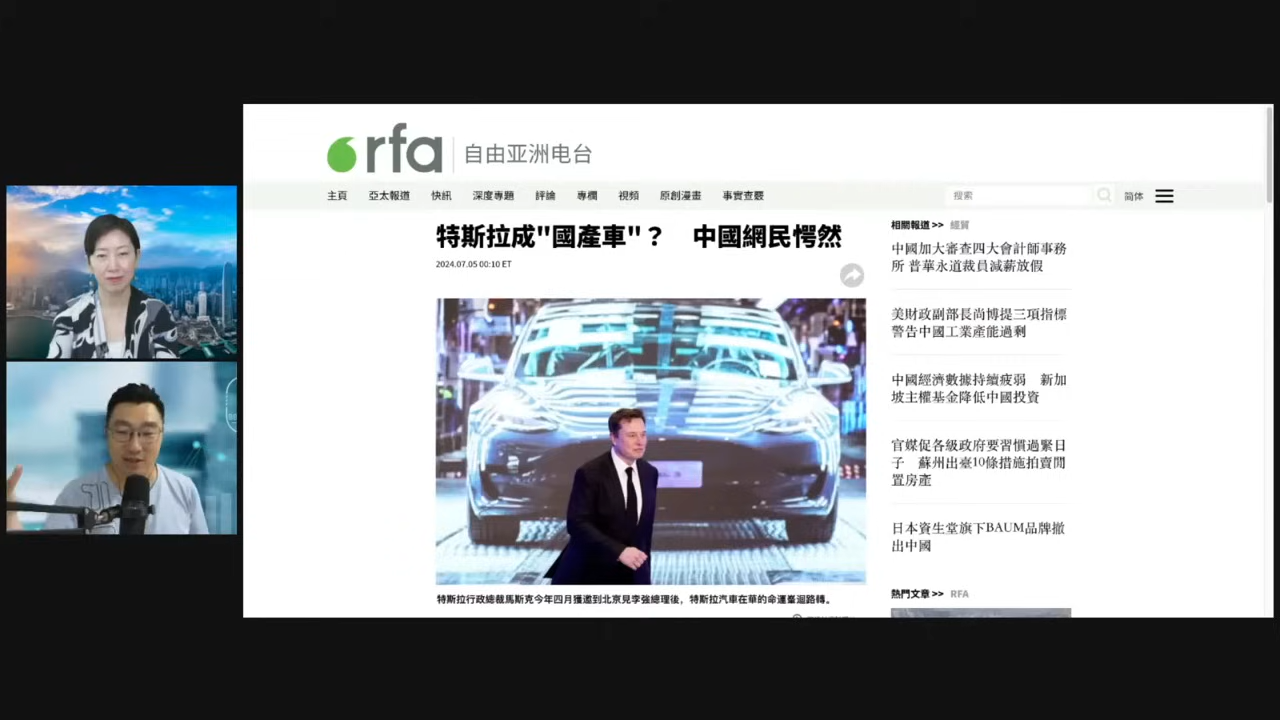 rfa 自由亚洲电台
主頁 亞太報道 快訊 深度專題 評論 專欄 視頻 原創漫畫 事實查覈 搜索 简体
特斯拉成"國產車"？ 中國網民愕然
2024.07.05 00:10 ET
特斯拉行政總裁馬斯克今年四月獲邀到北京見李強總理後，特斯拉汽車在華的命運峯迴路轉。
相關報道 >> 經貿
中國加大審查四大會計師事務
所 普華永道裁員減薪放假
美財政副部長尚博提三項指標
警告中國工業產能過剩
中國經濟數據持續疲弱 新加
坡主權基金降低中國投資
官媒促各級政府要習慣過緊日
子 蘇州出臺10條措施拍賣閒
置房產
日本資生堂旗下BAUM品牌撤
出中國
熱門文章 >> RFA